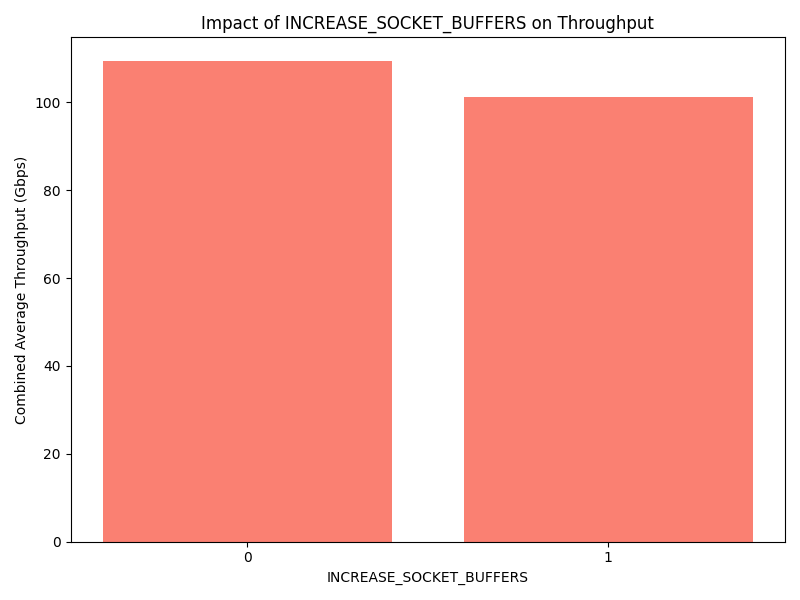 Impact of INCREASE_SOCKET_BUFFERS on Throughput
Combined Average Throughput (Gbps)
100
80
60
40
20
0
0 1
INCREASE_SOCKET_BUFFERS